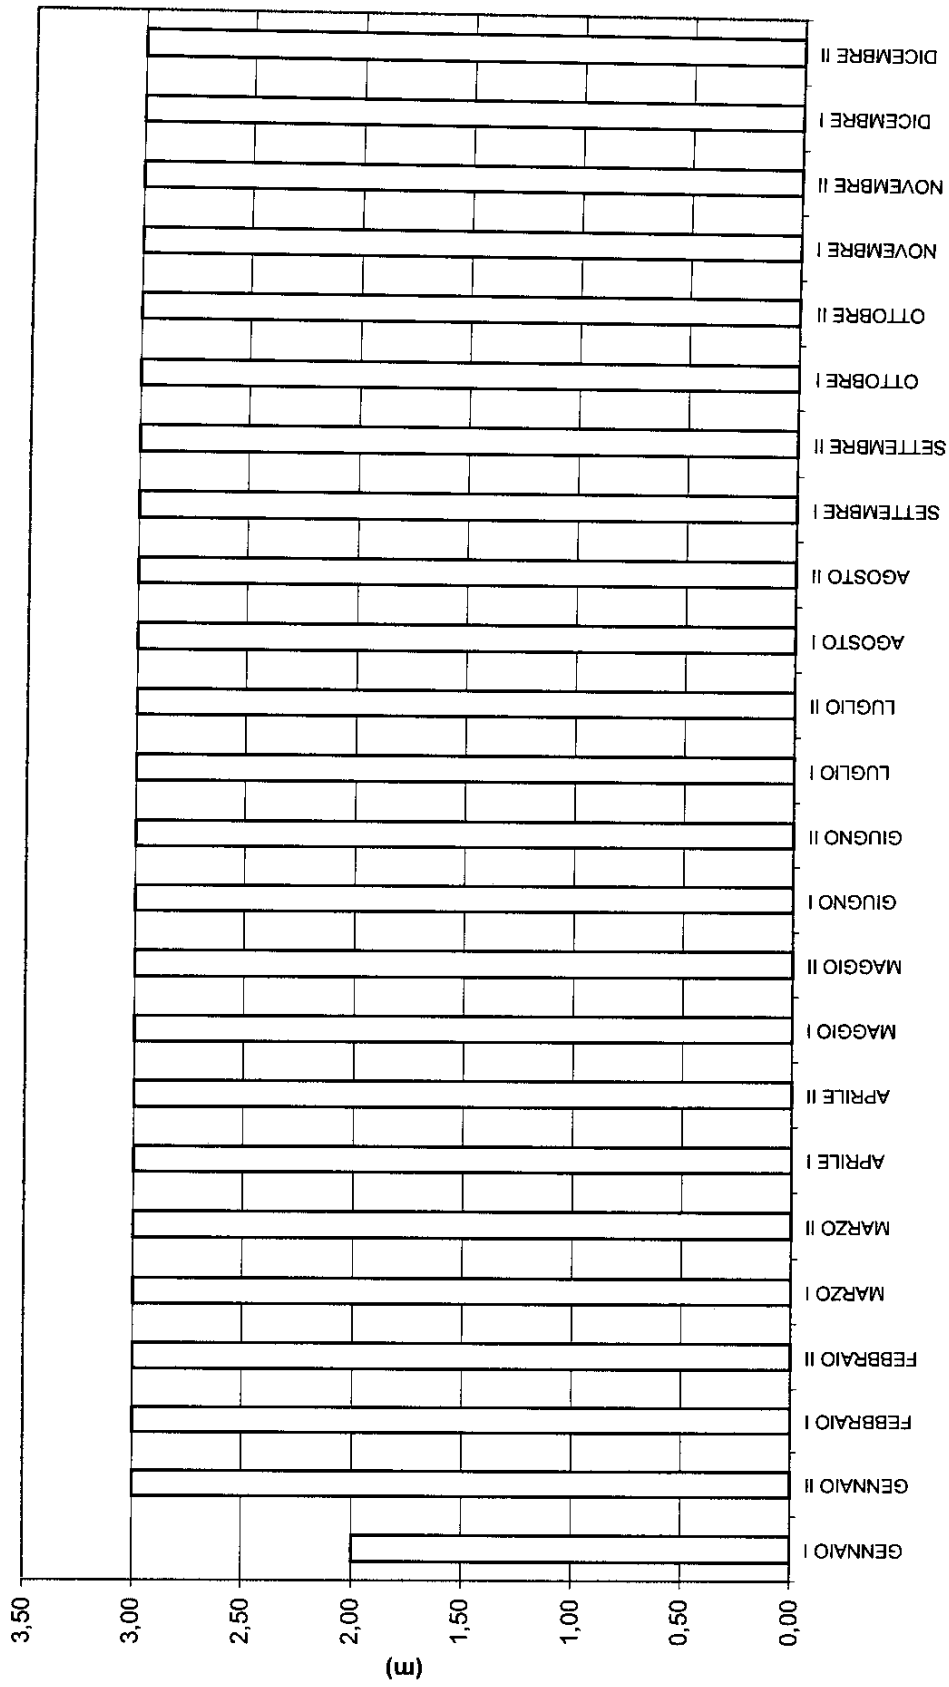 (m)
3,50
3,00
2,50
2,00
1,50
1,00
0,50
0,00
GENNAIO I
GENNAIO II
FEBBRAIO I
FEBBRAIO II
MARZO I
MARZO II
APRILE I
APRILE II
MAGGIO I
MAGGIO II
GIUGNO I
GIUGNO II
LUGLIO I
LUGLIO II
AGOSTO I
AGOSTO II
SETTEMBRE I
SETTEMBRE II
OTTOBRE I
OTTOBRE II
NOVEMBRE I
NOVEMBRE II
DICEMBRE I
DICEMBRE II